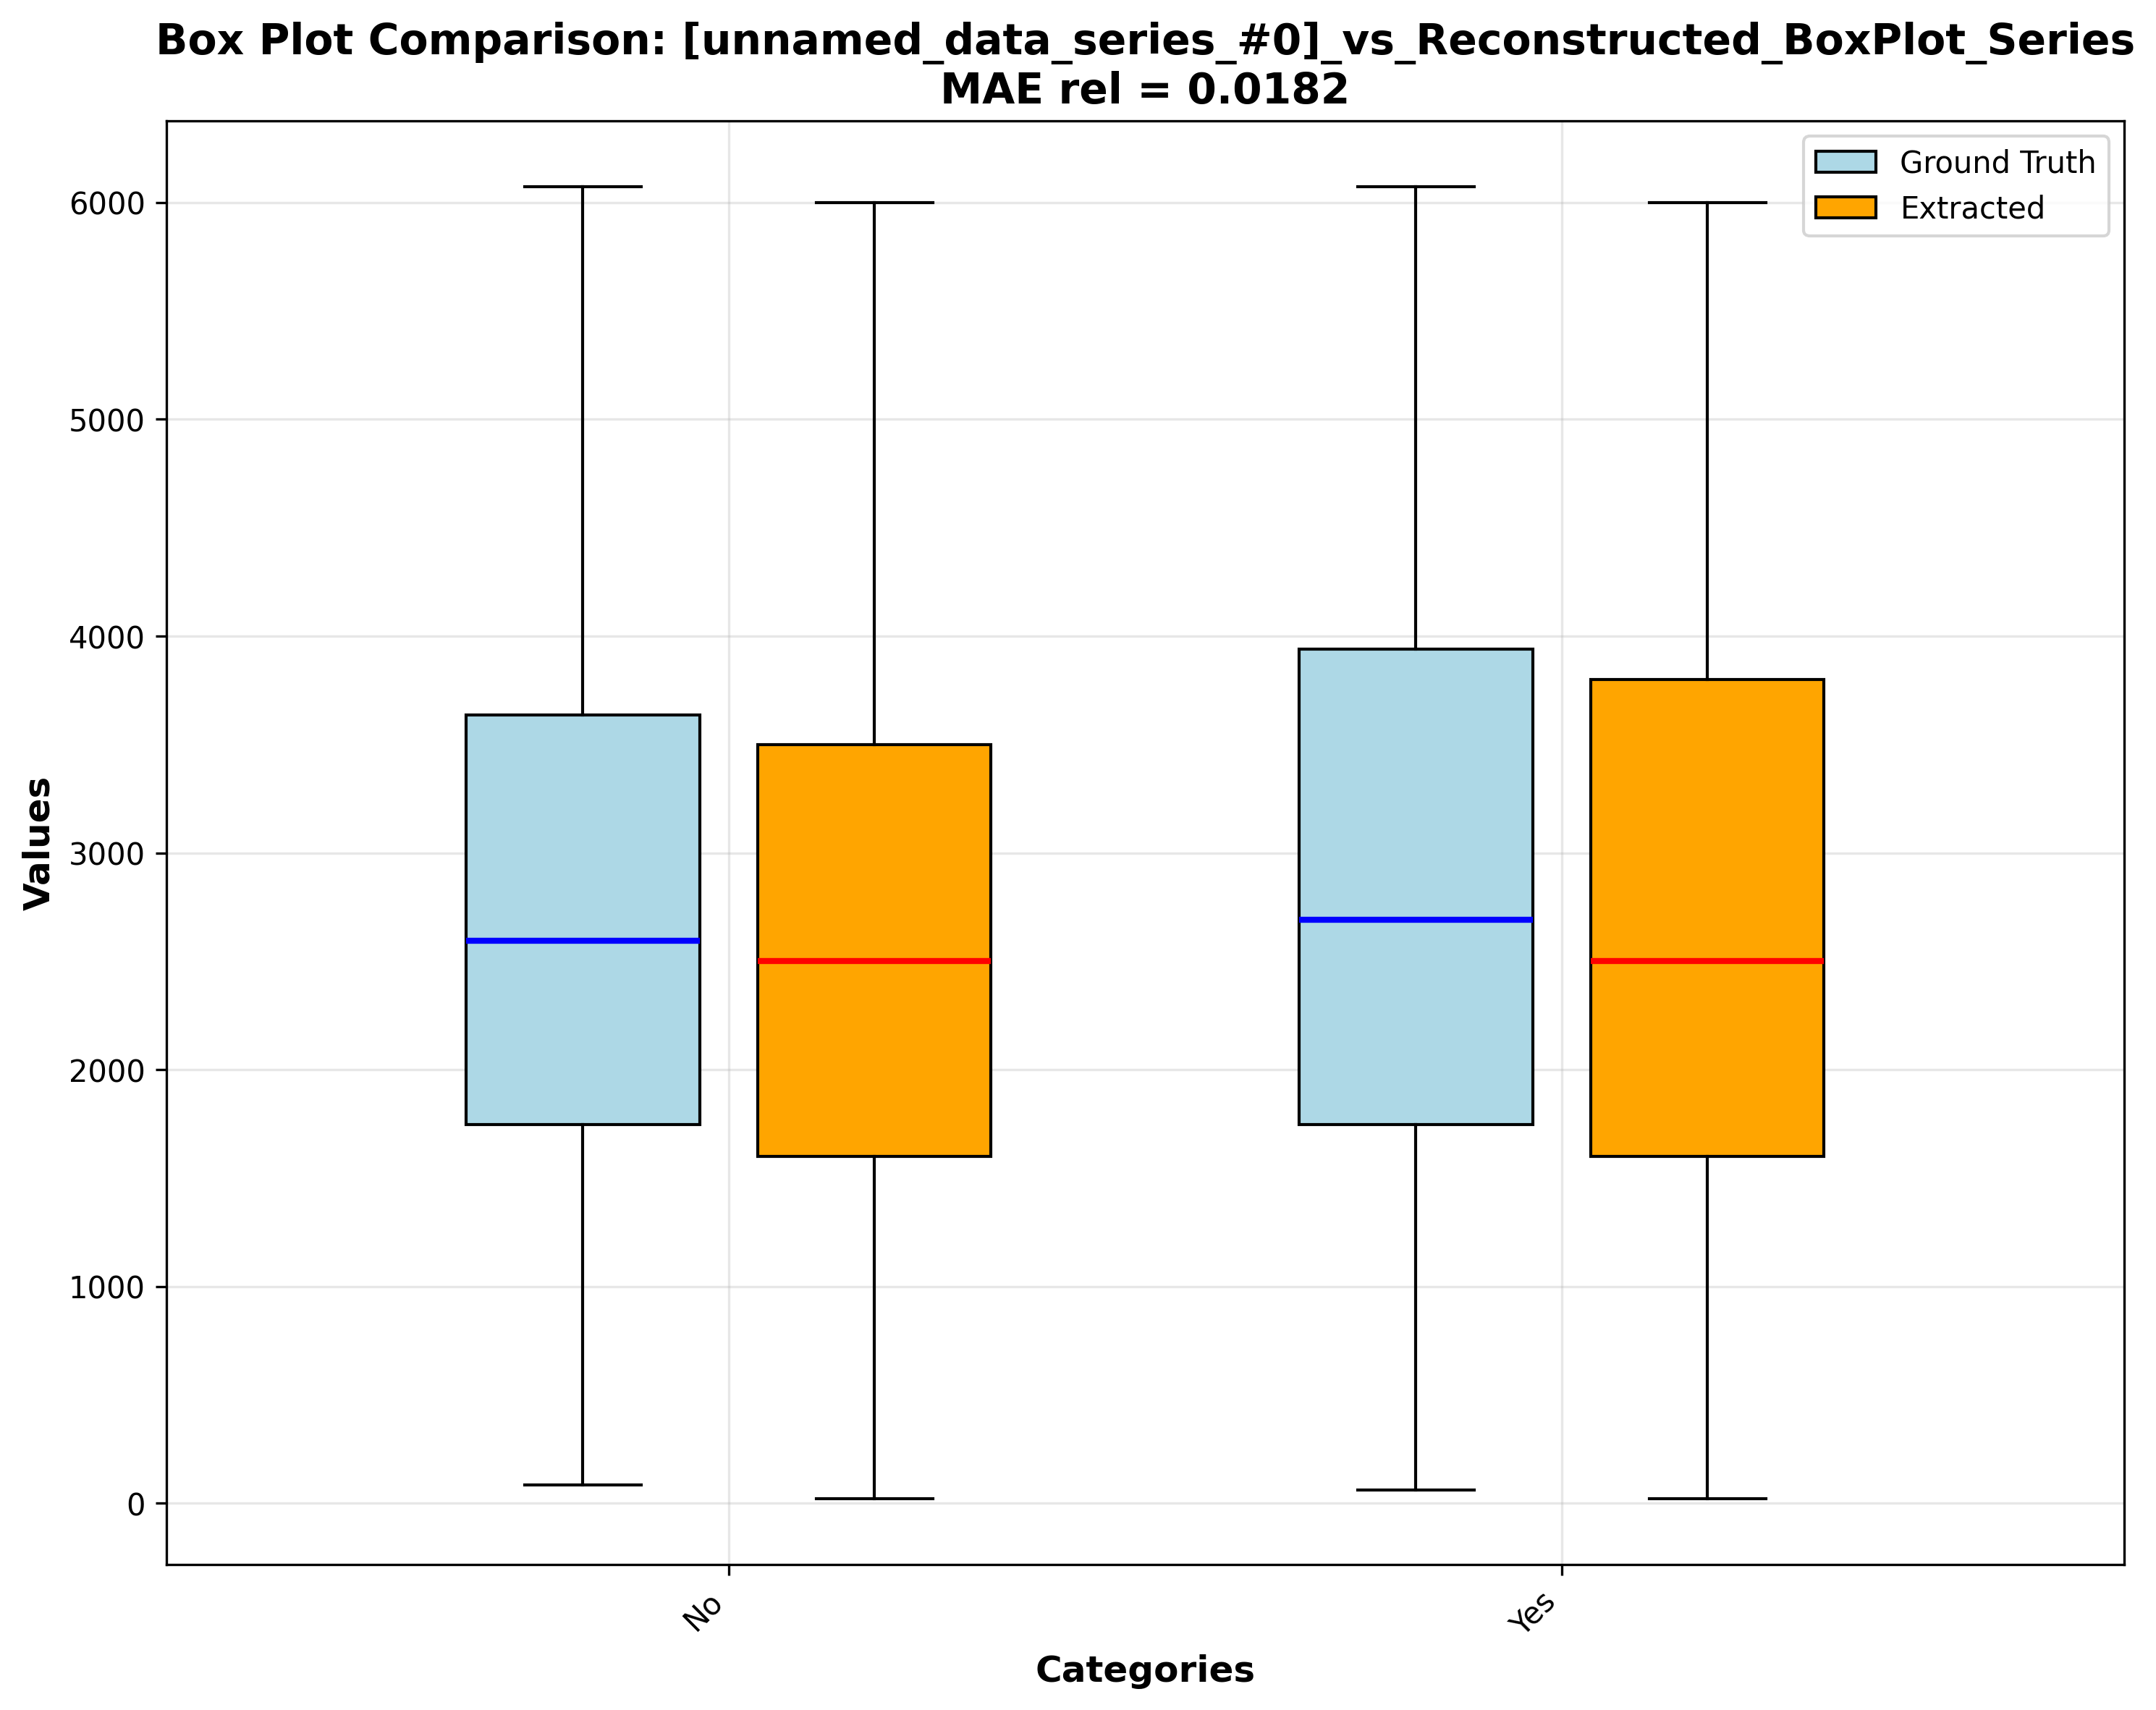 Box Plot Comparison: [unnamed_data_series_#0]_vs_Reconstructed_BoxPlot_Series
MAE rel = 0.0182
Ground Truth
Extracted
6000
5000
4000
3000
2000
1000
0
Values
No
Yes
Categories